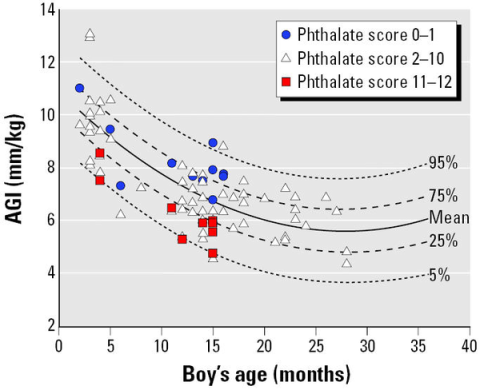 14
12
10
8
6
4
2
AGI (mm/kg)
Phthalate score 0–1
Phthalate score 2–10
Phthalate score 11–12
95%
75%
Mean
25%
5%
0 5 10 15 20 25 30 35 40
Boy's age (months)